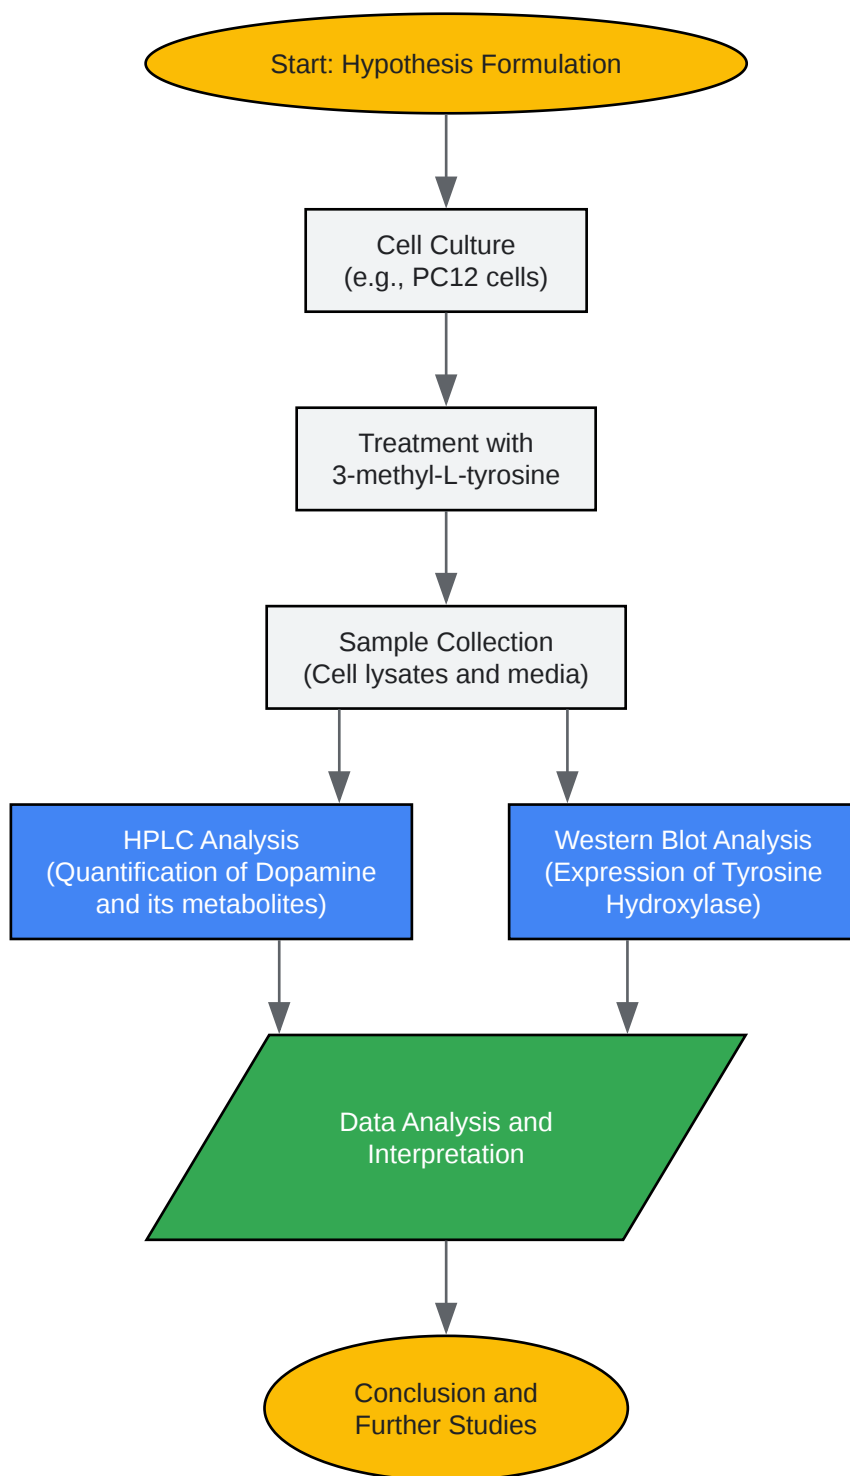 Start: Hypothesis Formulation
Cell Culture
(e.g., PC12 cells)
Treatment with
3-methyl-L-tyrosine
Sample Collection
(Cell lysates and media)
HPLC Analysis
(Quantification of Dopamine
and its metabolites)
Western Blot Analysis
(Expression of Tyrosine
Hydroxylase)
Data Analysis and
Interpretation
Conclusion and
Further Studies